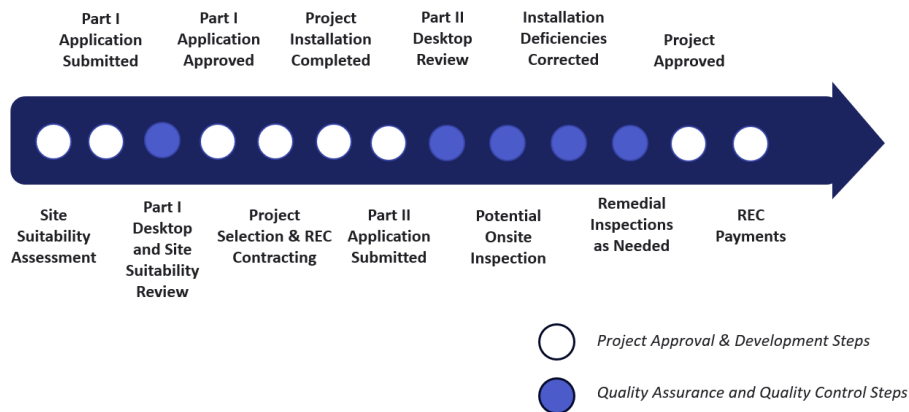 Part I
Application
Submitted
Part I
Application
Approved
Project
Installation
Completed
Part II
Desktop
Review
Installation
Deficiencies
Corrected
Project
Approved
Site
Suitability
Assessment
Part I
Desktop
and Site
Suitability
Review
Project
Selection & REC
Contracting
Part II
Application
Submitted
Potential
Onsite
Inspection
Remedial
Inspections
as Needed
REC
Payments
Project Approval & Development Steps
Quality Assurance and Quality Control Steps